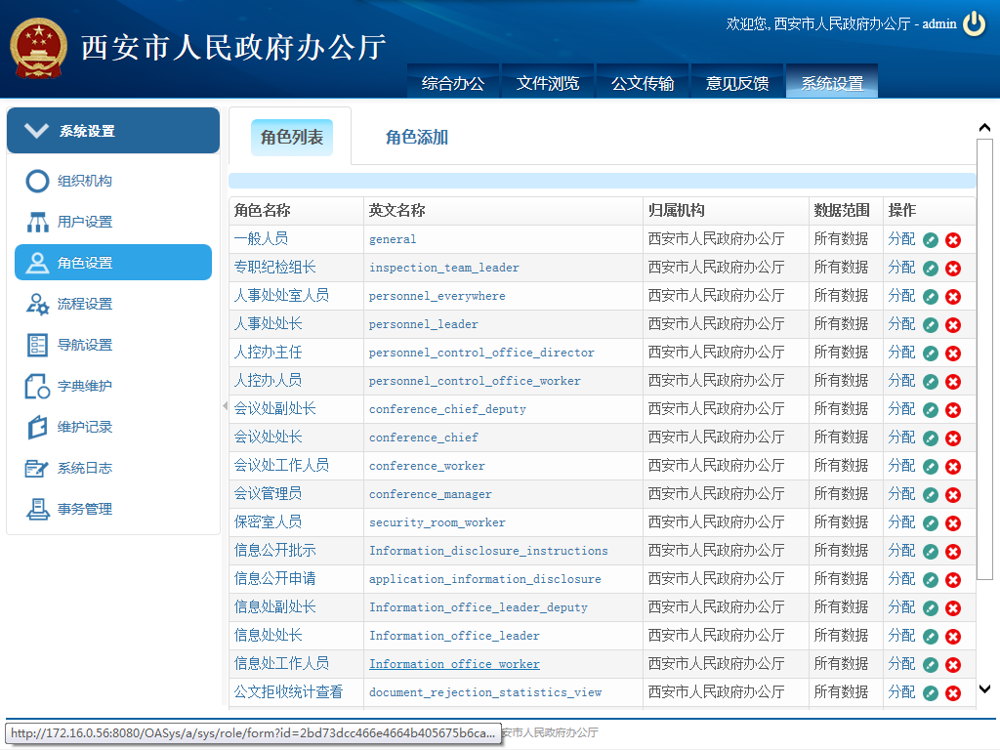 西安市人民政府办公厅
欢迎您, 西安市人民政府办公厅 - admin
综合办公 文件浏览 公文传输 意见反馈 系统设置
系统设置
组织机构
用户设置
角色设置
流程设置
导航设置
字典维护
维护记录
系统日志
事务管理
角色列表 角色添加
角色名称 英文名称 归属机构 数据范围 操作
一般人员 general 西安市人民政府办公厅 所有数据 分配
专职纪检组长 inspection_team_leader 西安市人民政府办公厅 所有数据 分配
人事处处室人员 personnel_everywhere 西安市人民政府办公厅 所有数据 分配
人事处处长 personnel_leader 西安市人民政府办公厅 所有数据 分配
人控办主任 personnel_control_office_director 西安市人民政府办公厅 所有数据 分配
人控办人员 personnel_control_office_worker 西安市人民政府办公厅 所有数据 分配
会议处副处长 conference_chief_deputy 西安市人民政府办公厅 所有数据 分配
会议处处长 conference_chief 西安市人民政府办公厅 所有数据 分配
会议处工作人员 conference_worker 西安市人民政府办公厅 所有数据 分配
会议管理员 conference_manager 西安市人民政府办公厅 所有数据 分配
保密室人员 security_room_worker 西安市人民政府办公厅 所有数据 分配
信息公开批示 Information_disclosure_instructions 西安市人民政府办公厅 所有数据 分配
信息公开申请 application_information_disclosure 西安市人民政府办公厅 所有数据 分配
信息处副处长 Information_office_leader_deputy 西安市人民政府办公厅 所有数据 分配
信息处处长 Information_office_leader 西安市人民政府办公厅 所有数据 分配
信息处工作人员 Information_office_worker 西安市人民政府办公厅 所有数据 分配
公文拒收统计查看 document_rejection_statistics_view 西安市人民政府办公厅 所有数据 分配
http://172.16.0.56:8080/OASys/a/sys/role/form?id=2bd73dcc466e4664b405675b6ca... 安市人民政府办公厅